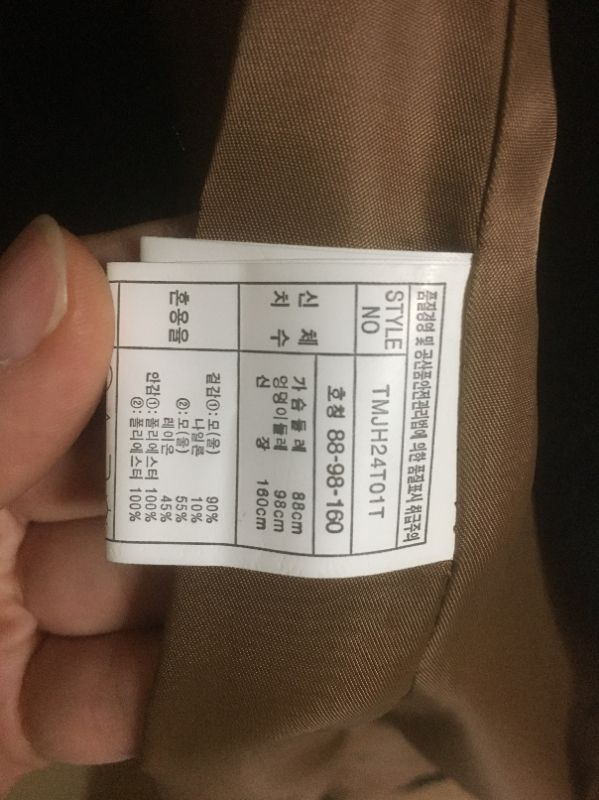 품질경영 및 공산품안전관리법에 의한 품질표시 취급주의
STYLE NO TMJH24T01T
신체 치수 호칭 88-98-160
가슴둘레 88cm
엉덩이둘레 98cm
신 장 160cm
혼용율
겉감①: 모(울) 90%
나일론 10%
②: 모(울) 55%
레이온 45%
안감①: 폴리에스터 100%
②: 폴리에스터 100%